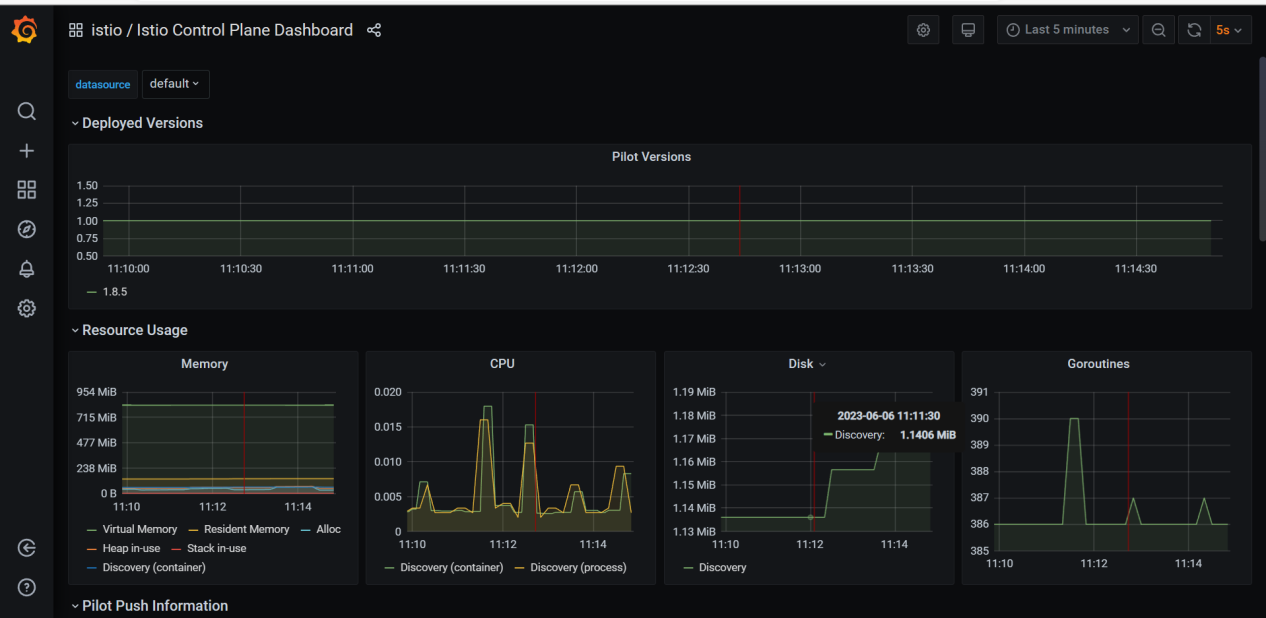 istio / Istio Control Plane Dashboard
Last 5 minutes
5s
datasource default
Deployed Versions
Pilot Versions
1.50
1.25
1.00
0.75
0.50
11:10:00 11:10:30 11:11:00 11:11:30 11:12:00 11:12:30 11:13:00 11:13:30 11:14:00 11:14:30
1.8.5
Resource Usage
Memory
954 MiB
715 MiB
477 MiB
238 MiB
0 B
11:10 11:12 11:14
Virtual Memory Resident Memory Alloc
Heap in-use Stack in-use
Discovery (container)
CPU
0.020
0.015
0.010
0.005
0
11:10 11:12 11:14
Discovery (container) Discovery (process)
Disk
1.19 MiB
1.18 MiB
1.17 MiB
1.16 MiB
1.15 MiB
1.14 MiB
1.13 MiB
11:10 11:12 11:14
2023-06-06 11:11:30
Discovery: 1.1406 MiB
Discovery
Goroutines
391
390
389
388
387
386
385
11:10 11:12 11:14
Pilot Push Information